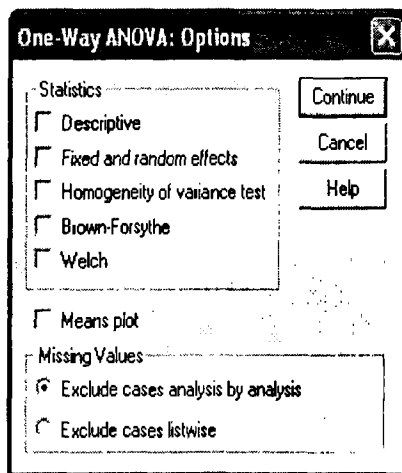 One-Way ANOVA: Options
Statistics
Descriptive
Fixed and random effects
Homogeneity of variance test
Brown-Forsythe
Welch
Means plot
Missing Values
Exclude cases analysis by analysis
Exclude cases listwise
Continue
Cancel
Help